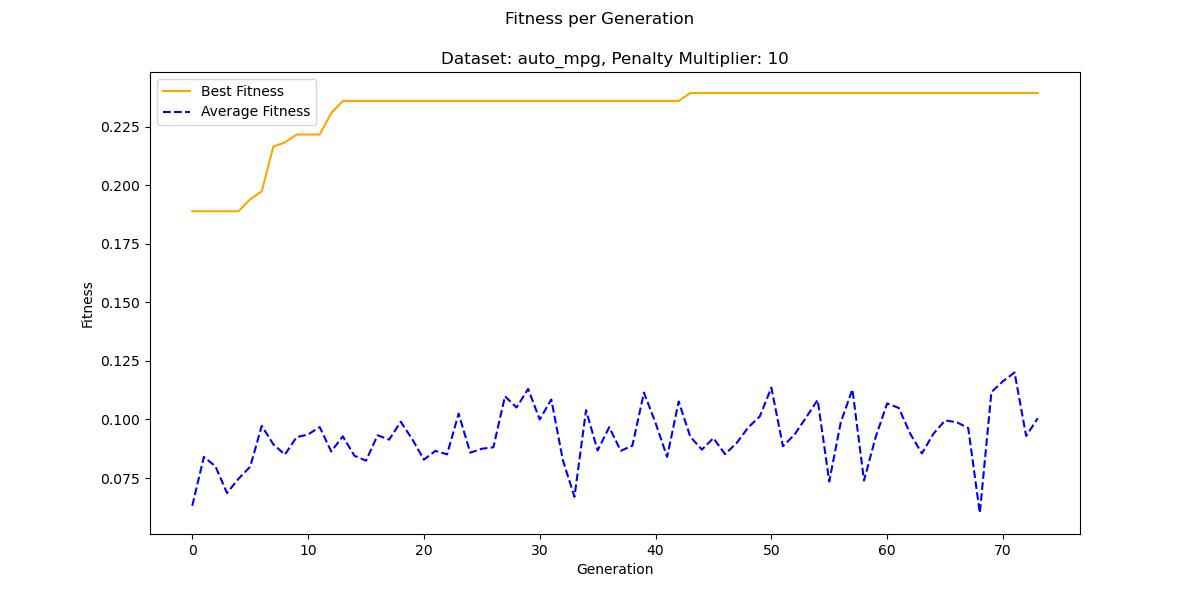 Fitness per Generation
Dataset: auto_mpg, Penalty Multiplier: 10
Best Fitness
Average Fitness
0.225
0.200
0.175
0.150
0.125
0.100
0.075
Fitness
0 10 20 30 40 50 60 70
Generation